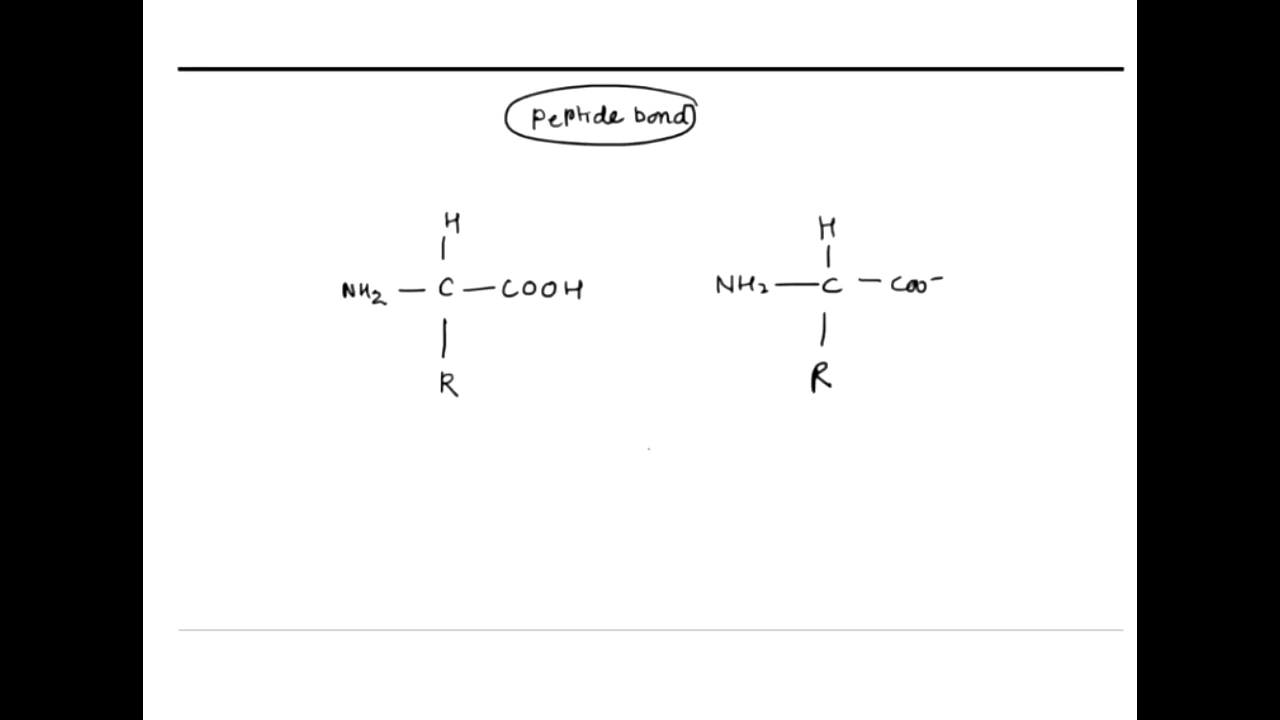 Peptide bond
H H
NH2 — C — COOH NH2 — C — COO-
R R